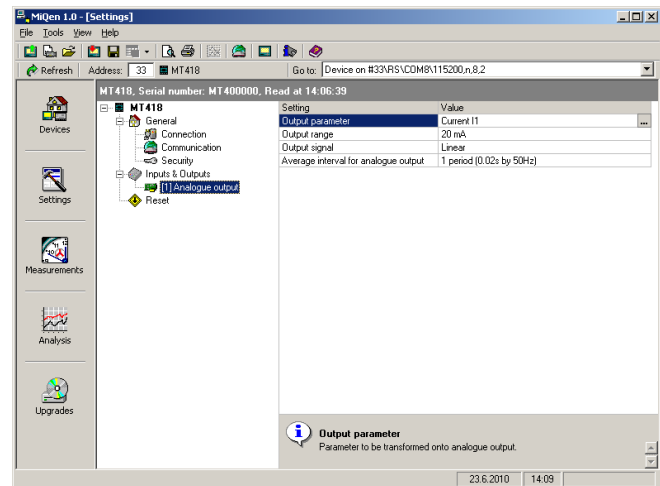 MiQen 1.0 - [Settings]
File Tools View Help
Refresh Address: 33 MT418 Go to: Device on #33\RS\COM8\115200,n,8,2
MT418, Serial number: MT400000, Read at 14:06:39
Devices
Settings
Measurements
Analysis
Upgrades
MT418
General
Connection
Communication
Security
Inputs & Outputs
[1] Analogue output
Reset
Setting Value
Output parameter Current I1 ...
Output range 20 mA
Output signal Linear
Average interval for analogue output 1 period (0.02s by 50Hz)
Output parameter
Parameter to be transformed onto analogue output.
23.6.2010 14:09